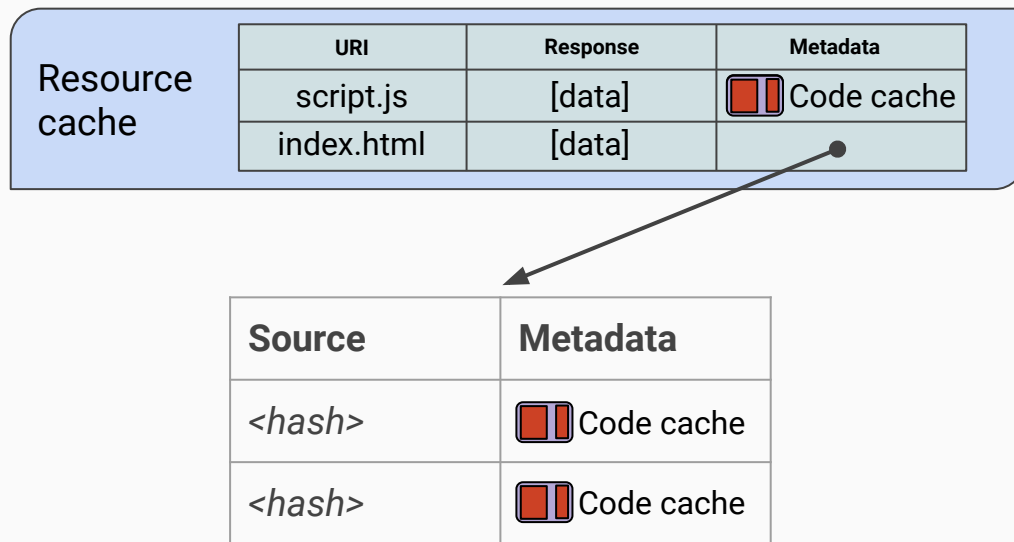 Resource
cache
URI Response Metadata
script.js [data] Code cache
index.html [data]
Source Metadata
<hash> Code cache
<hash> Code cache